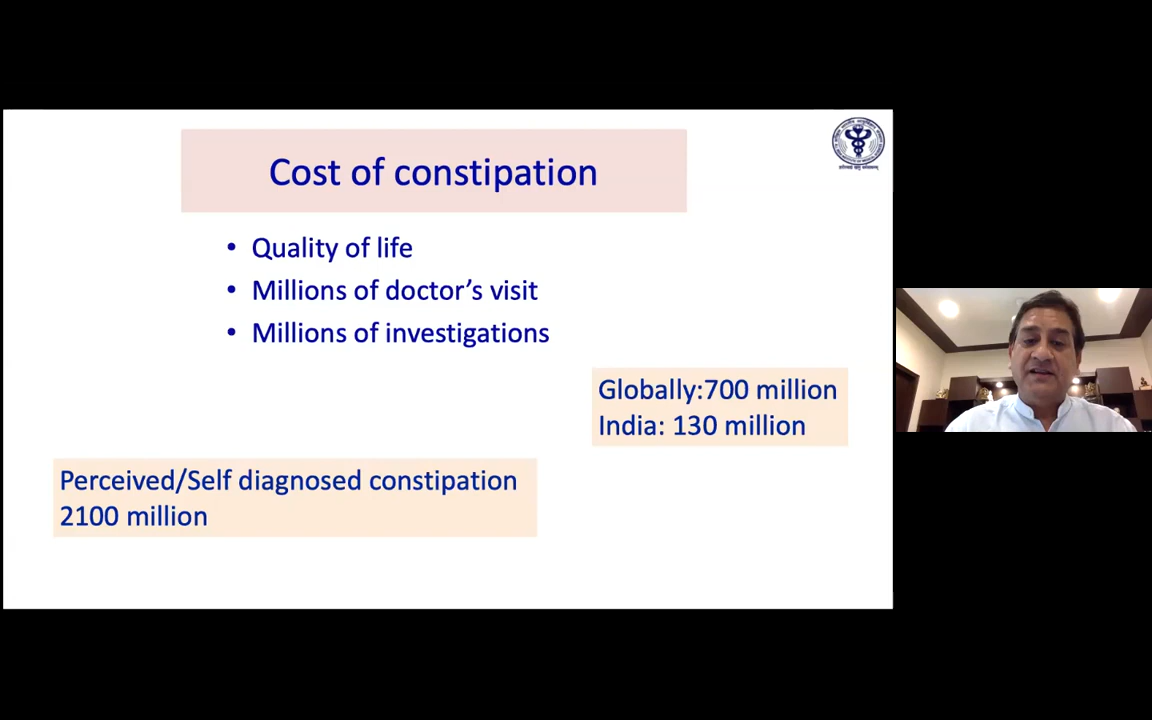 Cost of constipation
• Quality of life
• Millions of doctor’s visit
• Millions of investigations
Globally:700 million
India: 130 million
Perceived/Self diagnosed constipation
2100 million